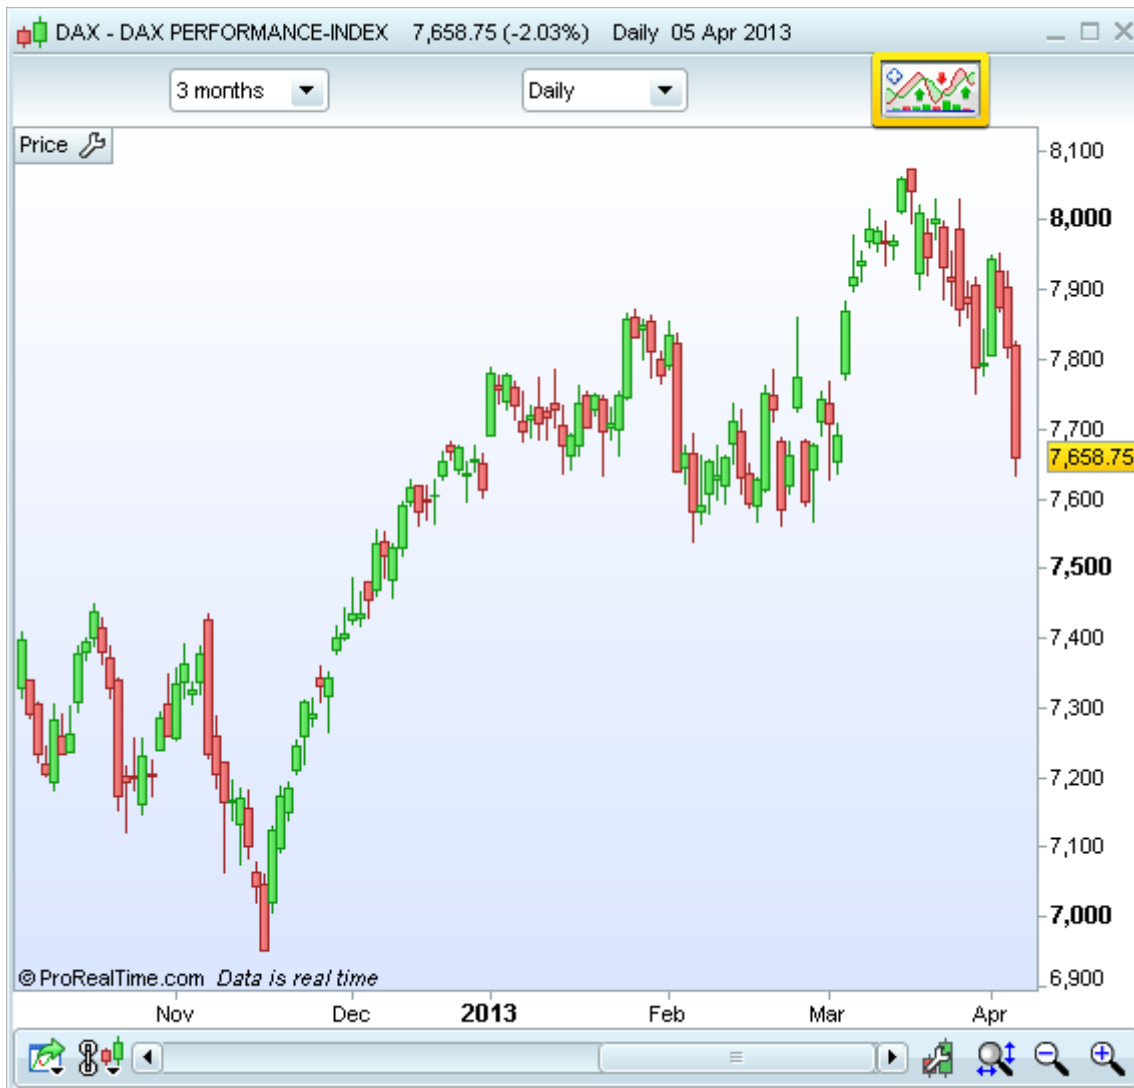 DAX - DAX PERFORMANCE-INDEX 7,658.75 (-2.03%) Daily 05 Apr 2013
3 months Daily
Price
8,100
8,000
7,900
7,800
7,700
7,658.75
7,600
7,500
7,400
7,300
7,200
7,100
7,000
6,900
© ProRealTime.com Data is real time
Nov Dec 2013 Feb Mar Apr